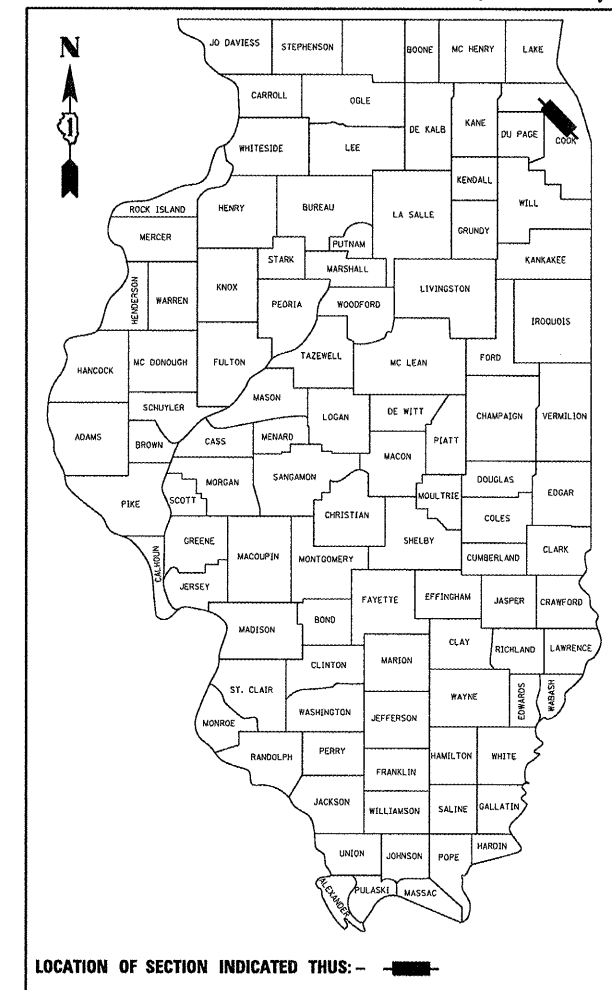 JO DAVIESS STEPHENSON BOONE MC HENRY LAKE
N
CARROLL OGLE
DE KALB KANE COOK
DU PAGE
WHITESIDE LEE
KENDALL
ROCK ISLAND HENRY BUREAU LA SALLE WILL
MERCER PUTNAM GRUNDY
STARK MARSHALL KANKAKEE
HENDERSON WARREN KNOX PEORIA WOODFORD LIVINGSTON
IROQUOIS
HANCOCK MC DONOUGH FULTON TAZEWELL MC LEAN FORD
MASON
SCHUYLER LOGAN DE WITT CHAMPAIGN VERMILION
ADAMS BROWN CASS MENARD PIATT
MACON
SANGAMON DOUGLAS
PIKE SCOTT MORGAN MOULTRIE EDGAR
CHRISTIAN COLES
GREENE SHELBY
CALHOUN MACOUPIN MONTGOMERY CUMBERLAND CLARK
JERSEY FAYETTE EFFINGHAM JASPER CRAWFORD
MADISON BOND
CLAY RICHLAND LAWRENCE
CLINTON MARION
ST. CLAIR WAYNE EDWARDS WABASH
WASHINGTON JEFFERSON
MONROE
RANDOLPH PERRY HAMILTON WHITE
FRANKLIN
JACKSON WILLIAMSON SALINE GALLATIN
UNION JOHNSON POPE HARDIN
ALEXANDER PULASKI MASSAC
LOCATION OF SECTION INDICATED THUS: -